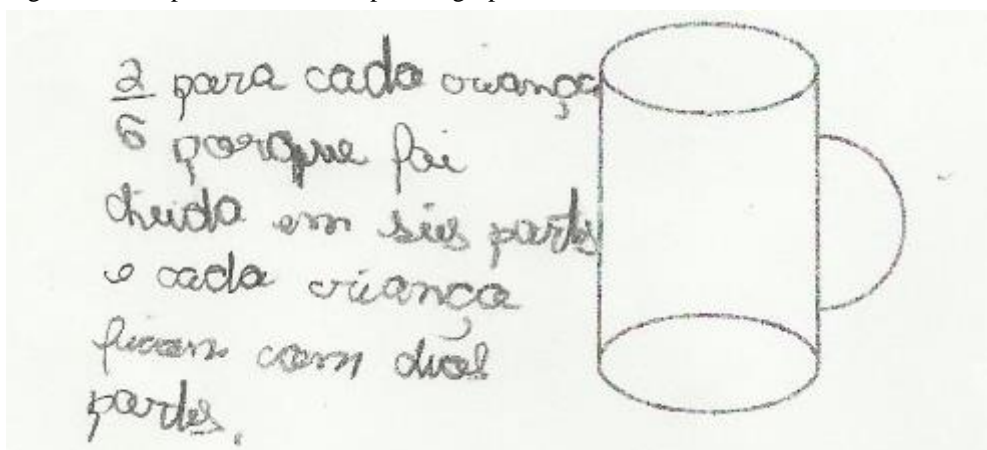 2 para cada criança
6 porque foi
divida em seis partes
e cada criança
ficam com duas
partes.